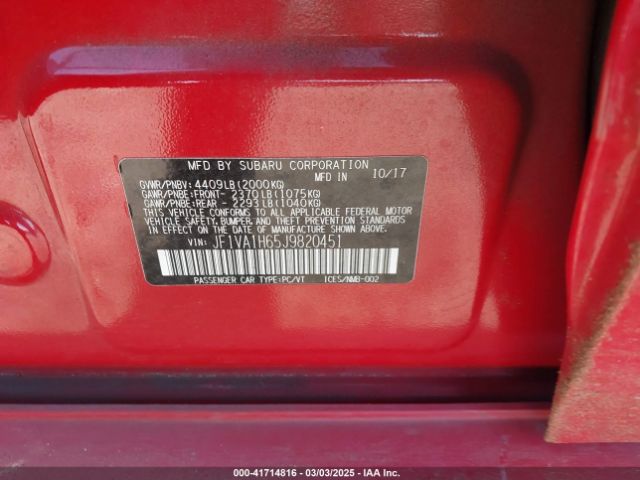 MFD BY SUBARU CORPORATION
MFD IN 10/17
GVWR/PNBV: 4409LB(2000KG)
GAWR/PNBE:FRONT- 2370LB(1075KG)
GAWR/PNBE:REAR - 2293LB(1040KG)
THIS VEHICLE CONFORMS TO ALL APPLICABLE FEDERAL MOTOR
VEHICLE SAFETY, BUMPER, AND THEFT PREVENTION STANDARDS
IN EFFECT ON THE DATE OF MANUFACTURE SHOWN ABOVE.
VIN: JF1VA1H65J9820451
PASSENGER CAR TYPE:PC/VT ICES/NMB-002
00-41714816 - 03/03/2025 - IAA Inc.